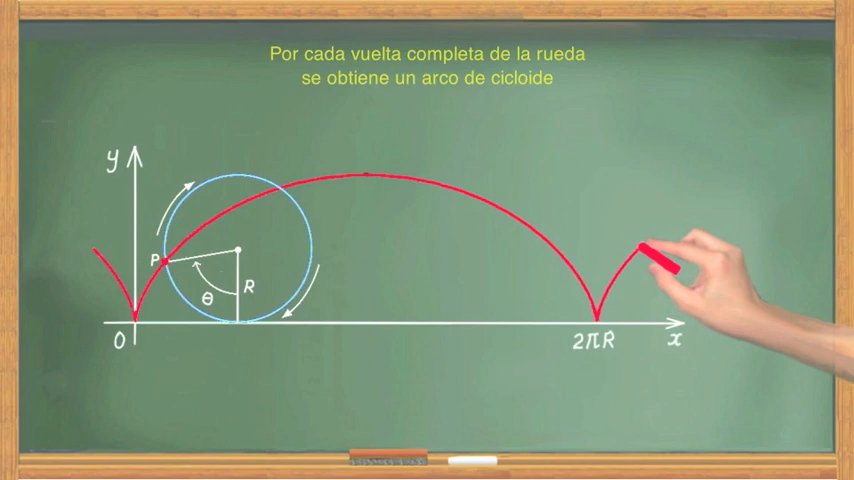 Por cada vuelta completa de la rueda
se obtiene un arco de cicloide
y
P
R
θ
0
2πR
x